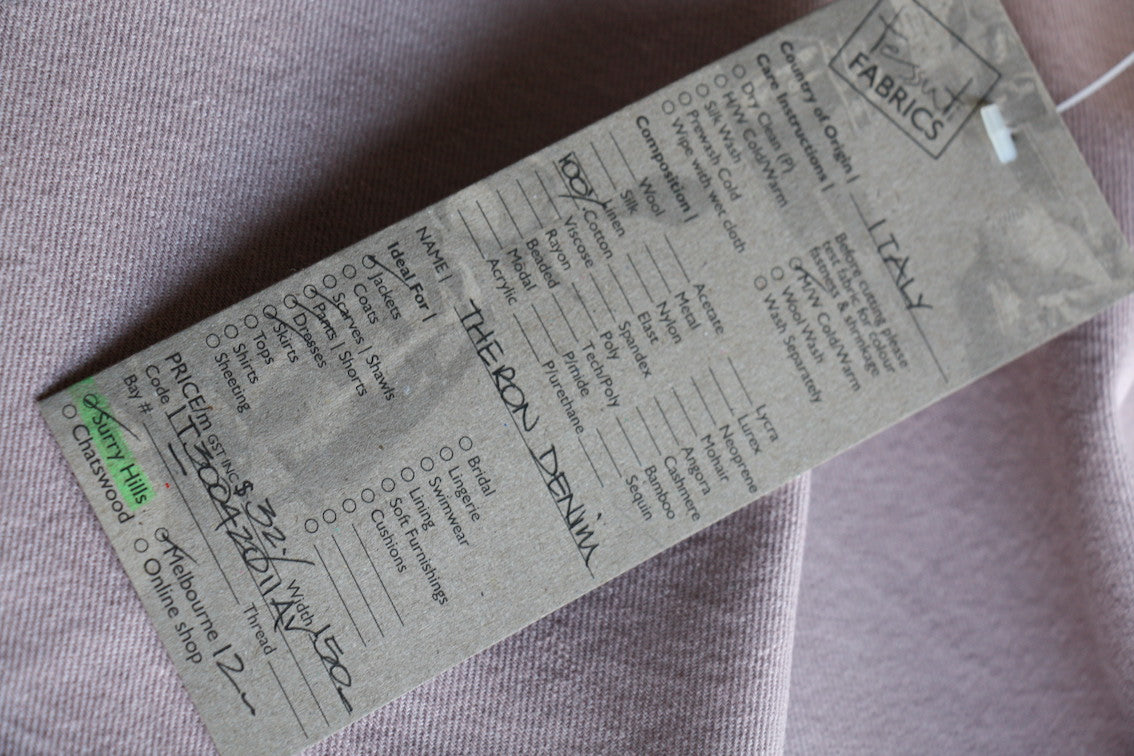 Tessuti
FABRICS
Country of Origin | ITALY
Care Instructions |
Dry Clean (P)
H/W Cold/Warm
Silk Wash
Prewash Cold
Wipe with wet cloth
Before cutting please
test fabric for colour
fastness & shrinkage.
M/W Cold/Warm
Wool Wash
Wash Separately
Composition |
Wool
Silk
Linen
100% Cotton
Viscose
Rayon
Beaded
Modal
Acrylic
Acetate
Metal
Nylon
Elast
Spandex
Poly
Tech/Poly
P/mide
P/urethane
Lycra
Lurex
Neoprene
Mohair
Angora
Cashmere
Bamboo
Sequin
NAME | THERON DENIM
Ideal For |
Jackets
Coats
Scarves | Shawls
Pants | Shorts
Dresses
Skirts
Tops
Shirts
Sheeting
Bridal
Lingerie
Swimwear
Lining
Soft Furnishings
Cushions
PRICE/m GST INC $32./ Width 150
Code
Bay # Thread
Surry Hills
Chatswood
Melbourne 12
Online shop